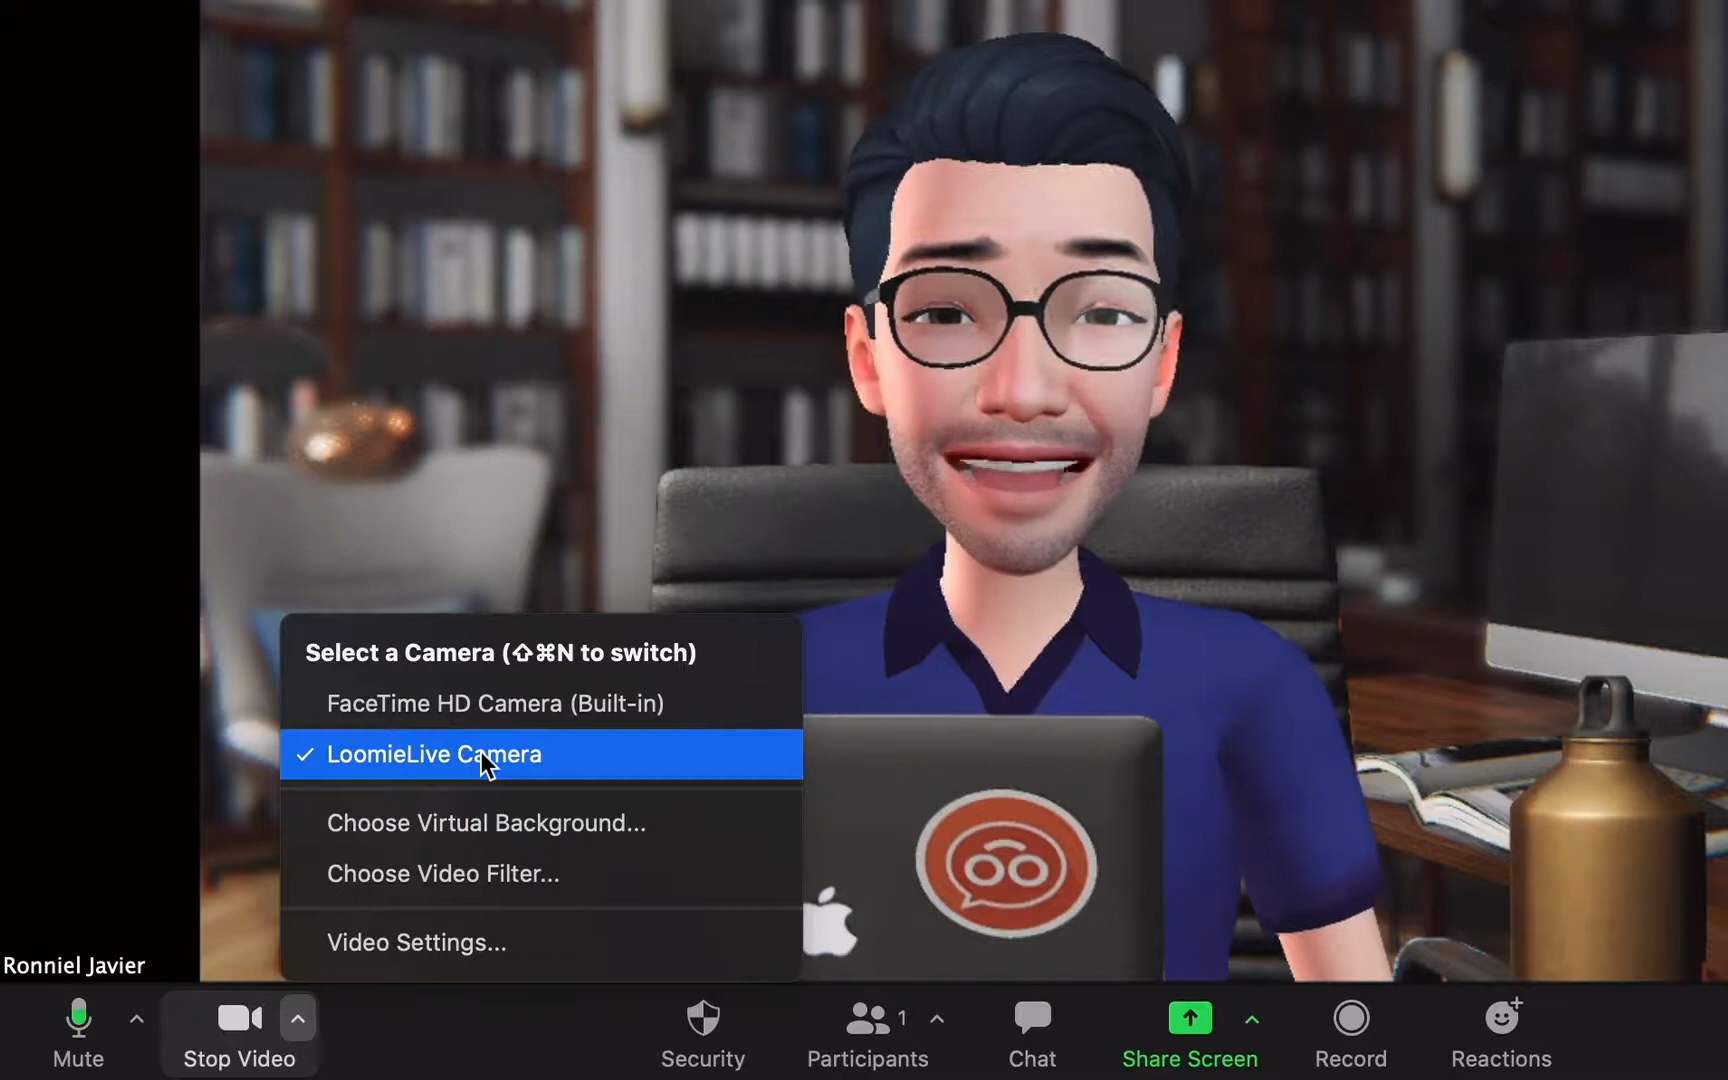 Select a Camera (⇧⌘N to switch)
FaceTime HD Camera (Built-in)
✓ LoomieLive Camera
Choose Virtual Background...
Choose Video Filter...
Video Settings...
Ronniel Javier
1
Mute
Stop Video
Security
Participants
Chat
Share Screen
Record
Reactions